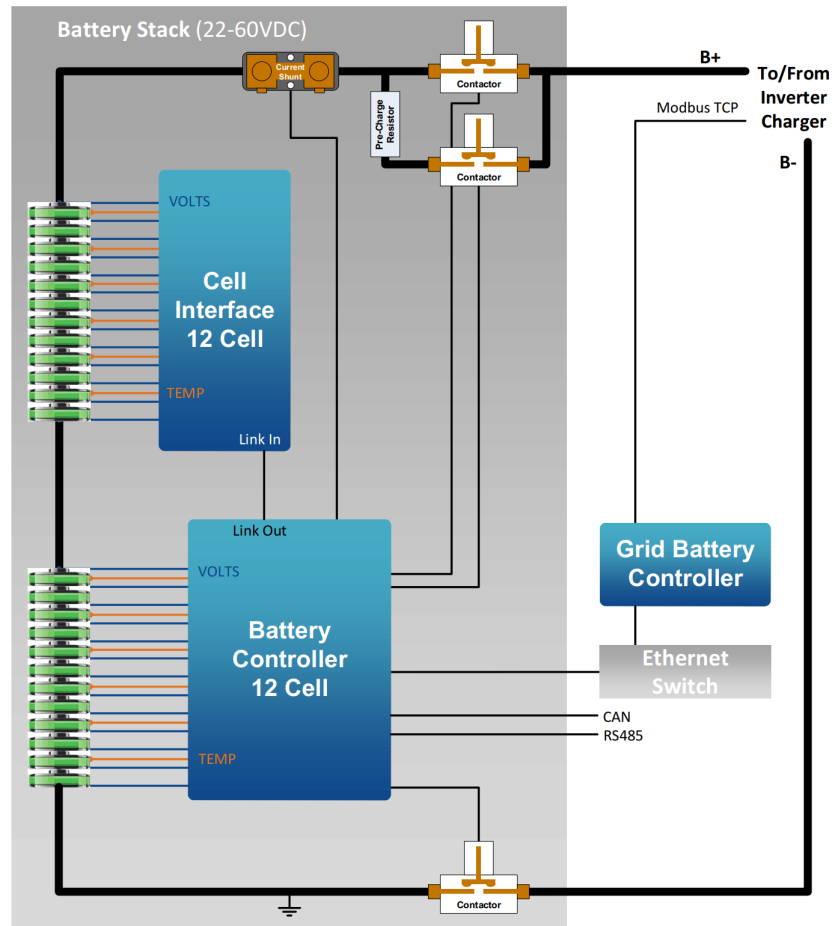 Battery Stack (22-60VDC)
Current
Shunt
Contactor
B+
To/From
Inverter
Charger
Modbus TCP
Pre-Charge
Resistor
Contactor
B-
VOLTS
Cell
Interface
12 Cell
TEMP
Link In
Link Out
VOLTS
Battery
Controller
12 Cell
TEMP
Grid Battery
Controller
Ethernet
Switch
CAN
RS485
Contactor